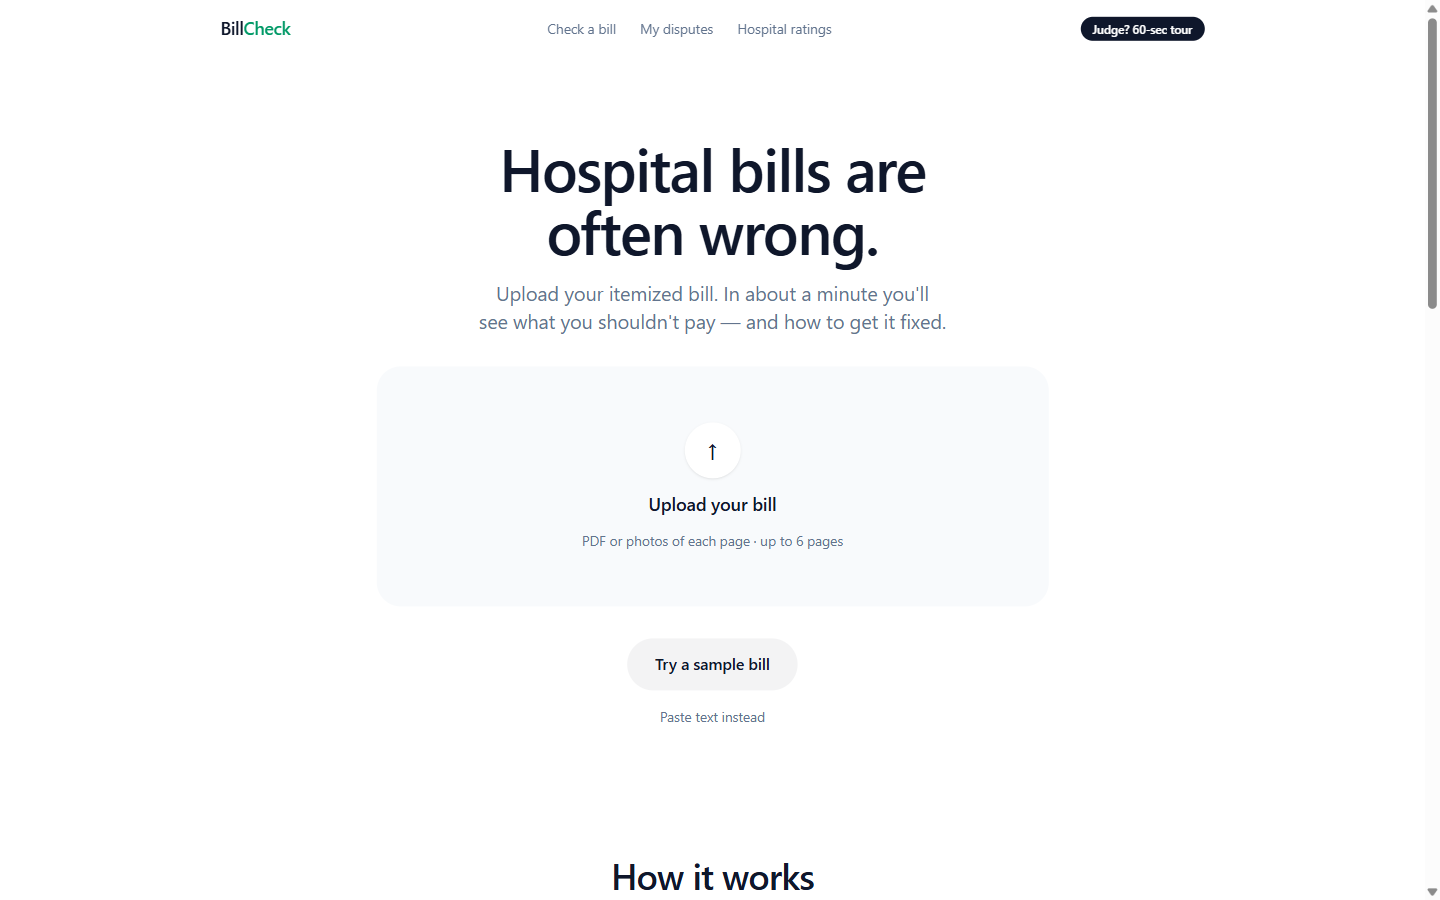 BillCheck
Check a bill
My disputes
Hospital ratings
Judge? 60-sec tour
Hospital bills are
often wrong.
Upload your itemized bill. In about a minute you'll
see what you shouldn't pay — and how to get it fixed.
↑
Upload your bill
PDF or photos of each page · up to 6 pages
Try a sample bill
Paste text instead
How it works